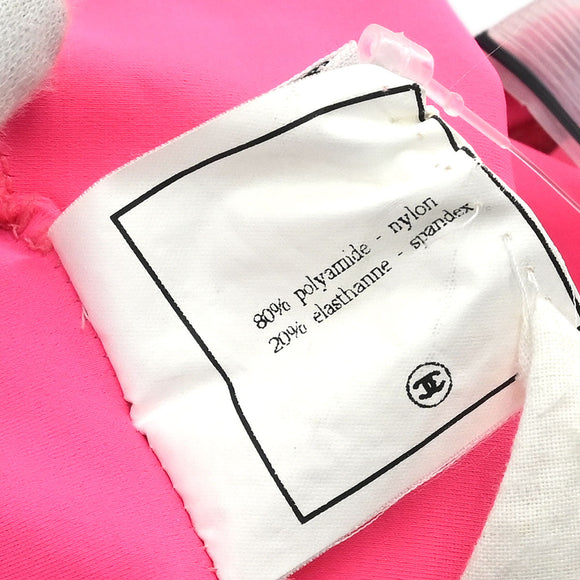 80% polyamide - nylon
20% elasthanne - spandex